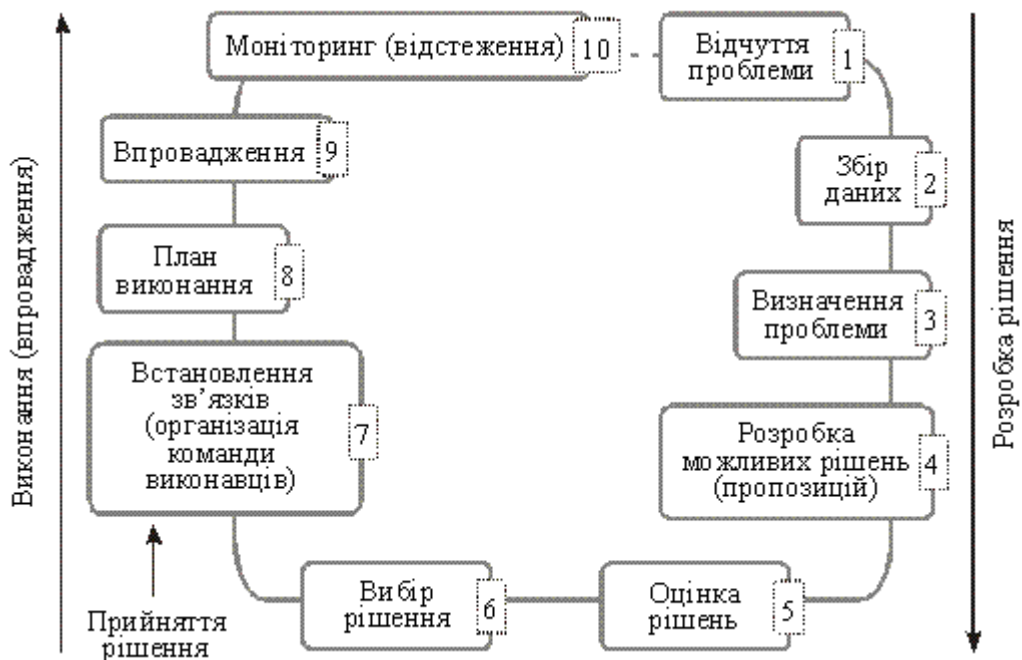 Моніторинг (відстеження)
10
Відчуття
проблеми
1
Збір
даних
2
Визначення
проблеми
3
Розробка
можливих рішень
(пропозицій)
4
Оцінка
рішень
5
Вибір
рішення
6
Встановлення
зв’язків
(організація
команди
виконавців)
7
План
виконання
8
Впровадження
9
Прийняття
рішення
Виконання (впровадження)
Розробка рішення